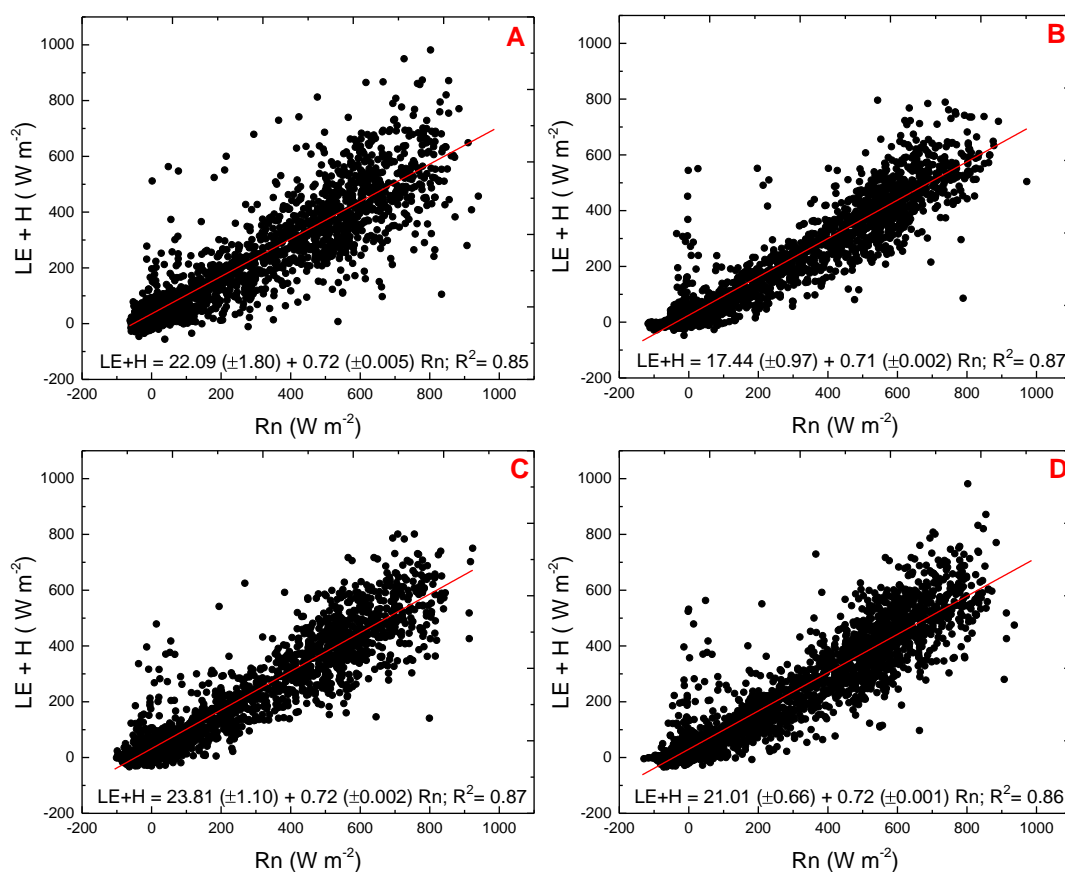 A
1000
800
600
400
200
0
-200
LE + H ( W m-2)
LE+H = 22.09 (±1.80) + 0.72 (±0.005) Rn; R2= 0.85
-200 0 200 400 600 800 1000
Rn (W m-2)
B
1000
800
600
400
200
0
-200
LE + H ( W m-2)
LE+H = 17.44 (±0.97) + 0.71 (±0.002) Rn; R2= 0.87
-200 0 200 400 600 800 1000
Rn (W m-2)
C
1000
800
600
400
200
0
-200
LE + H ( W m-2)
LE+H = 23.81 (±1.10) + 0.72 (±0.002) Rn; R2= 0.87
-200 0 200 400 600 800 1000
Rn (W m-2)
D
1000
800
600
400
200
0
-200
LE + H ( W m-2)
LE+H = 21.01 (±0.66) + 0.72 (±0.001) Rn; R2= 0.86
-200 0 200 400 600 800 1000
Rn (W m-2)